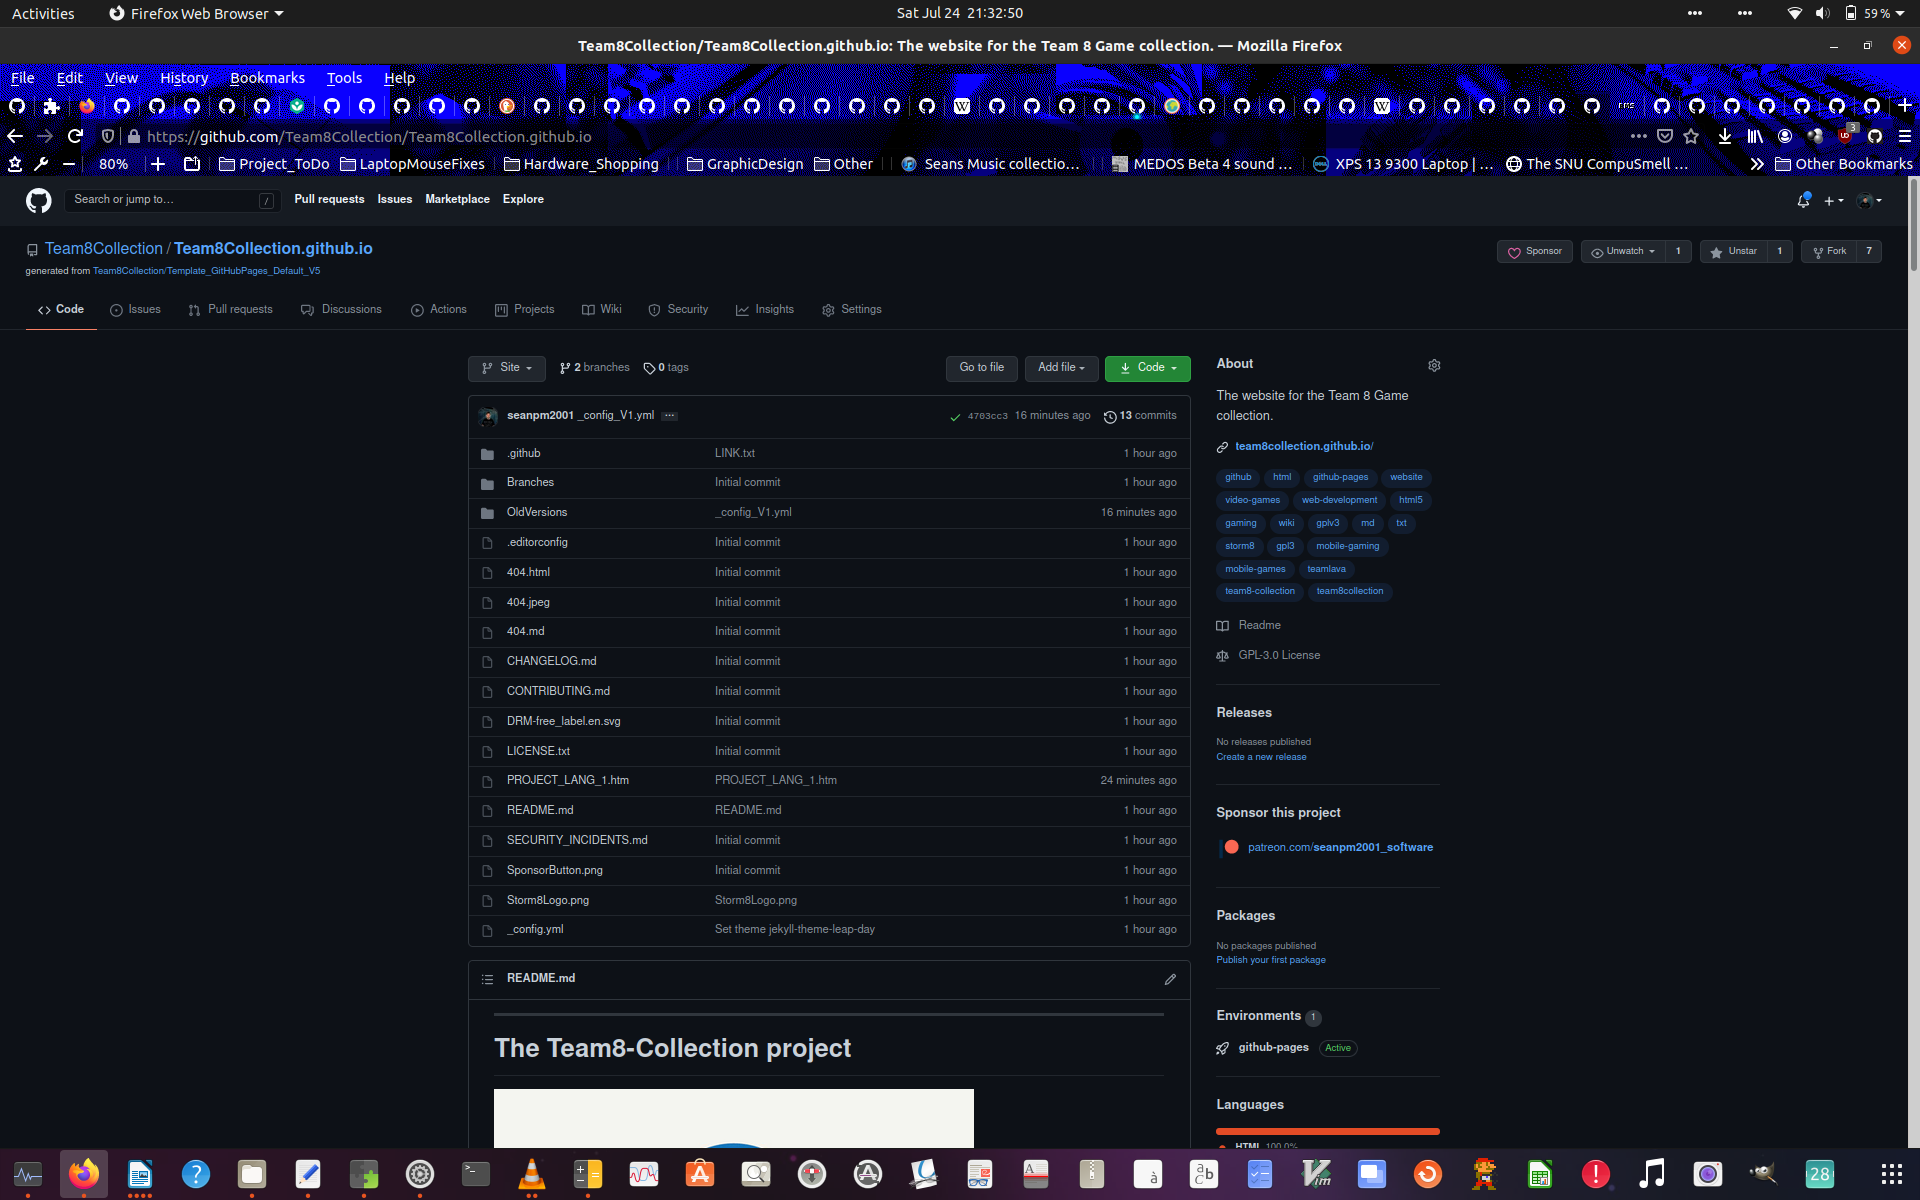 Activities Firefox Web Browser Sat Jul 24 21:32:50 59 %
Team8Collection/Team8Collection.github.io: The website for the Team 8 Game collection. — Mozilla Firefox
File Edit View History Bookmarks Tools Help
https://github.com/Team8Collection/Team8Collection.github.io 3
80% Project_ToDo LaptopMouseFixes Hardware_Shopping GraphicDesign Other Seans Music collectio… MEDOS Beta 4 sound … XPS 13 9300 Laptop | … The SNU CompuSmell … Other Bookmarks
Search or jump to… / Pull requests Issues Marketplace Explore
Team8Collection / Team8Collection.github.io Sponsor Unwatch 1 Unstar 1 Fork 7
generated from Team8Collection/Template_GitHubPages_Default_V5
Code Issues Pull requests Discussions Actions Projects Wiki Security Insights Settings
Site 2 branches 0 tags Go to file Add file Code
seanpm2001 _config_V1.yml ... 4703cc3 16 minutes ago 13 commits
.github LINK.txt 1 hour ago
Branches Initial commit 1 hour ago
OldVersions _config_V1.yml 16 minutes ago
.editorconfig Initial commit 1 hour ago
404.html Initial commit 1 hour ago
404.jpeg Initial commit 1 hour ago
404.md Initial commit 1 hour ago
CHANGELOG.md Initial commit 1 hour ago
CONTRIBUTING.md Initial commit 1 hour ago
DRM-free_label.en.svg Initial commit 1 hour ago
LICENSE.txt Initial commit 1 hour ago
PROJECT_LANG_1.htm PROJECT_LANG_1.htm 24 minutes ago
README.md README.md 1 hour ago
SECURITY_INCIDENTS.md Initial commit 1 hour ago
SponsorButton.png Initial commit 1 hour ago
Storm8Logo.png Storm8Logo.png 1 hour ago
_config.yml Set theme jekyll-theme-leap-day 1 hour ago
README.md
The Team8-Collection project
About
The website for the Team 8 Game
collection.
team8collection.github.io/
github html github-pages website
video-games web-development html5
gaming wiki gplv3 md txt
storm8 gpl3 mobile-gaming
mobile-games teamlava
team8-collection team8collection
Readme
GPL-3.0 License
Releases
No releases published
Create a new release
Sponsor this project
patreon.com/seanpm2001_software
Packages
No packages published
Publish your first package
Environments 1
github-pages Active
Languages
HTML 100.0%
28